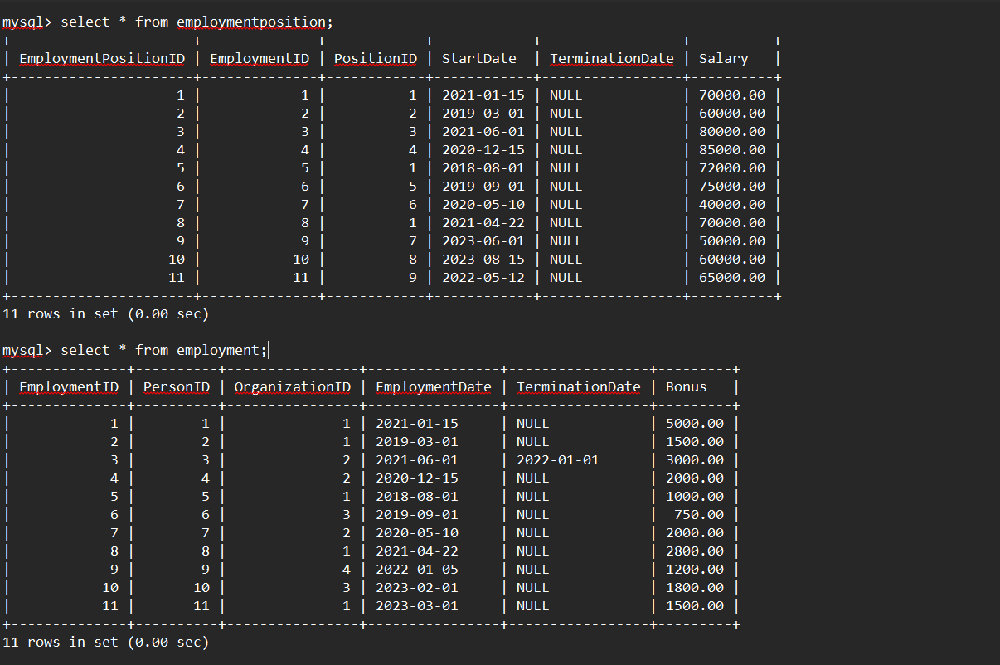 mysql> select * from employmentposition;
+----------------------+--------------+------------+------------+-----------------+----------+
| EmploymentPositionID | EmploymentID | PositionID | StartDate  | TerminationDate | Salary   |
+----------------------+--------------+------------+------------+-----------------+----------+
|                    1 |            1 |          1 | 2021-01-15 | NULL            | 70000.00 |
|                    2 |            2 |          2 | 2019-03-01 | NULL            | 60000.00 |
|                    3 |            3 |          3 | 2021-06-01 | NULL            | 80000.00 |
|                    4 |            4 |          4 | 2020-12-15 | NULL            | 85000.00 |
|                    5 |            5 |          1 | 2018-08-01 | NULL            | 72000.00 |
|                    6 |            6 |          5 | 2019-09-01 | NULL            | 75000.00 |
|                    7 |            7 |          6 | 2020-05-10 | NULL            | 40000.00 |
|                    8 |            8 |          1 | 2021-04-22 | NULL            | 70000.00 |
|                    9 |            9 |          7 | 2023-06-01 | NULL            | 50000.00 |
|                   10 |           10 |          8 | 2023-08-15 | NULL            | 60000.00 |
|                   11 |           11 |          9 | 2022-05-12 | NULL            | 65000.00 |
+----------------------+--------------+------------+------------+-----------------+----------+
11 rows in set (0.00 sec)

mysql> select * from employment;
+--------------+----------+----------------+----------------+-----------------+---------+
| EmploymentID | PersonID | OrganizationID | EmploymentDate | TerminationDate | Bonus   |
+--------------+----------+----------------+----------------+-----------------+---------+
|            1 |        1 |              1 | 2021-01-15     | NULL            | 5000.00 |
|            2 |        2 |              1 | 2019-03-01     | NULL            | 1500.00 |
|            3 |        3 |              2 | 2021-06-01     | 2022-01-01      | 3000.00 |
|            4 |        4 |              2 | 2020-12-15     | NULL            | 2000.00 |
|            5 |        5 |              1 | 2018-08-01     | NULL            | 1000.00 |
|            6 |        6 |              3 | 2019-09-01     | NULL            |  750.00 |
|            7 |        7 |              2 | 2020-05-10     | NULL            | 2000.00 |
|            8 |        8 |              1 | 2021-04-22     | NULL            | 2800.00 |
|            9 |        9 |              4 | 2022-01-05     | NULL            | 1200.00 |
|           10 |       10 |              3 | 2023-02-01     | NULL            | 1800.00 |
|           11 |       11 |              1 | 2023-03-01     | NULL            | 1500.00 |
+--------------+----------+----------------+----------------+-----------------+---------+
11 rows in set (0.00 sec)